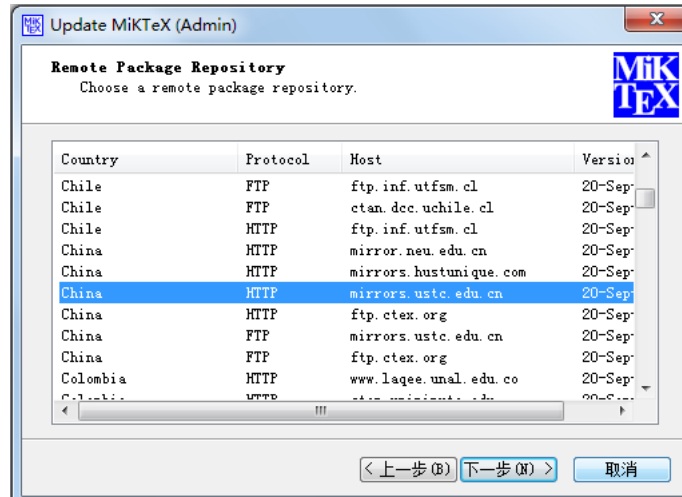 Update MiKTeX (Admin)
Remote Package Repository
Choose a remote package repository.
MiK
TEX
Country Protocol Host Version
Chile FTP ftp.inf.utfsm.cl 20-Sep-
Chile FTP ctan.dcc.uchile.cl 20-Sep-
Chile HTTP ftp.inf.utfsm.cl 20-Sep-
China HTTP mirror.neu.edu.cn 20-Sep-
China HTTP mirrors.hustunique.com 20-Sep-
China HTTP mirrors.ustc.edu.cn 20-Sep-
China HTTP ftp.ctex.org 20-Sep-
China FTP mirrors.ustc.edu.cn 20-Sep-
China FTP ftp.ctex.org 20-Sep-
Colombia HTTP www.laqee.unal.edu.co 20-Sep-
< 上一步(B) 下一步(N) > 取消